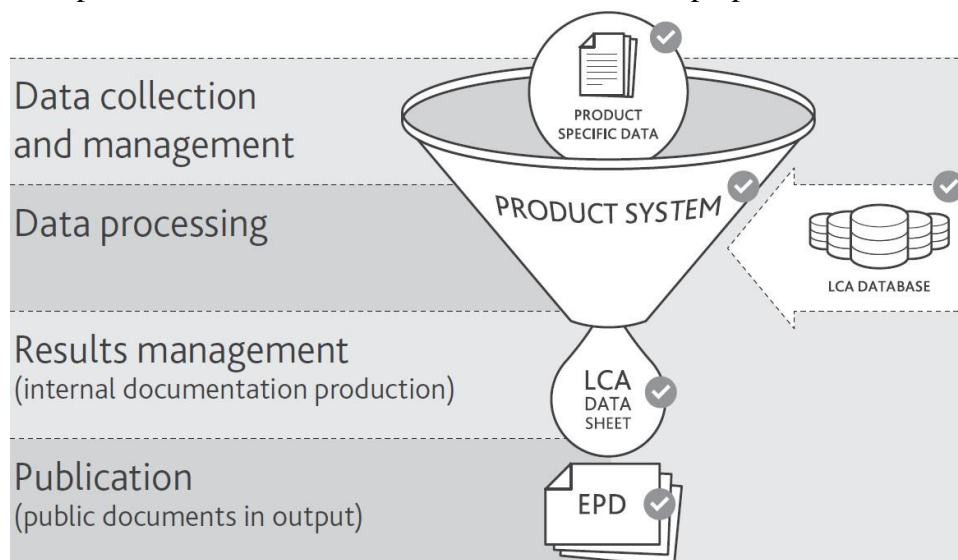 Data collection
and management
PRODUCT
SPECIFIC DATA
Data processing
PRODUCT SYSTEM
LCA DATABASE
Results management
(internal documentation production)
LCA
DATA
SHEET
Publication
(public documents in output)
EPD